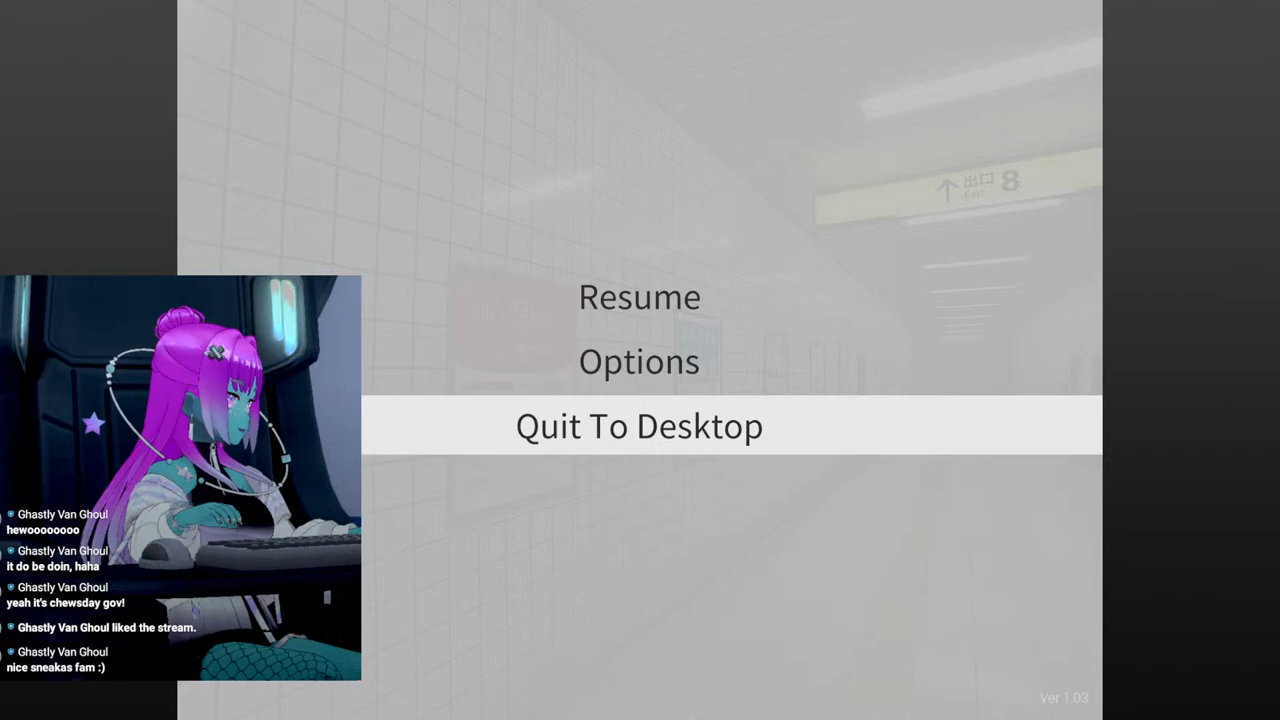 出口
Exit
8
Resume
Options
Quit To Desktop
Ghastly Van Ghoul
hewoooooooo
Ghastly Van Ghoul
it do be doin, haha
Ghastly Van Ghoul
yeah it's chewsday gov!
Ghastly Van Ghoul liked the stream.
Ghastly Van Ghoul
nice sneakas fam :)
Ver 1.03